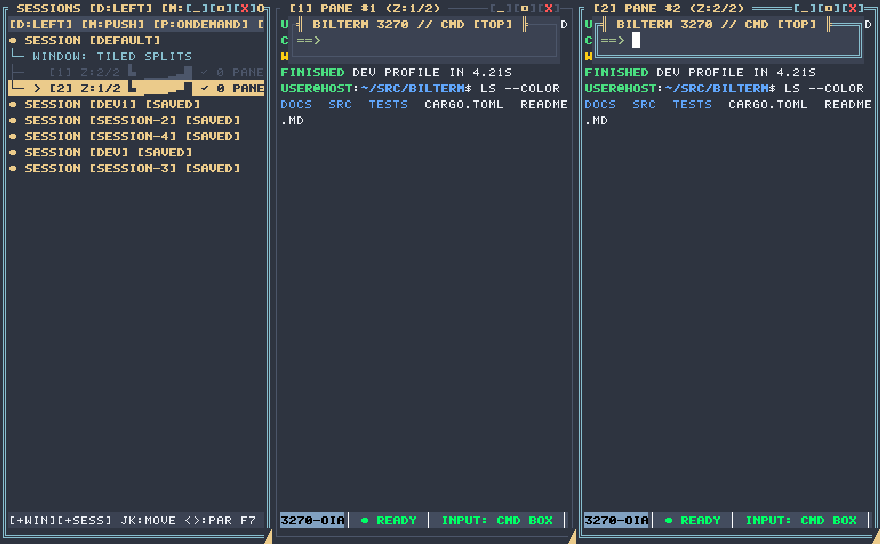 SESSIONS [D:LEFT] [M:[_][¤][X]O
[D:LEFT] [M:PUSH] [P:ONDEMAND] [
● SESSION [DEFAULT]
└─ WINDOW: TILED SPLITS
├─ [1] Z:2/2 ✓ 0 PANE
└─ > [2] Z:1/2 ✓ 0 PANE
● SESSION [DEV1] [SAVED]
● SESSION [SESSION-2] [SAVED]
● SESSION [SESSION-4] [SAVED]
● SESSION [DEV] [SAVED]
● SESSION [SESSION-3] [SAVED]
[+WIN][+SESS] JK:MOVE <>:PAR F7
[1] PANE #1 (Z:1/2) [_][¤][X]
U BILTERM 3270 // CMD [TOP] D
C ==>
W
FINISHED DEV PROFILE IN 4.21S
USER@HOST:~/SRC/BILTERM$ LS --COLOR
DOCS SRC TESTS CARGO.TOML README
.MD
3270-OIA ● READY INPUT: CMD BOX
[2] PANE #2 (Z:2/2) [_][¤][X]
U BILTERM 3270 // CMD [TOP] D
C ==>
W
FINISHED DEV PROFILE IN 4.21S
USER@HOST:~/SRC/BILTERM$ LS --COLOR
DOCS SRC TESTS CARGO.TOML README
.MD
3270-OIA ● READY INPUT: CMD BOX